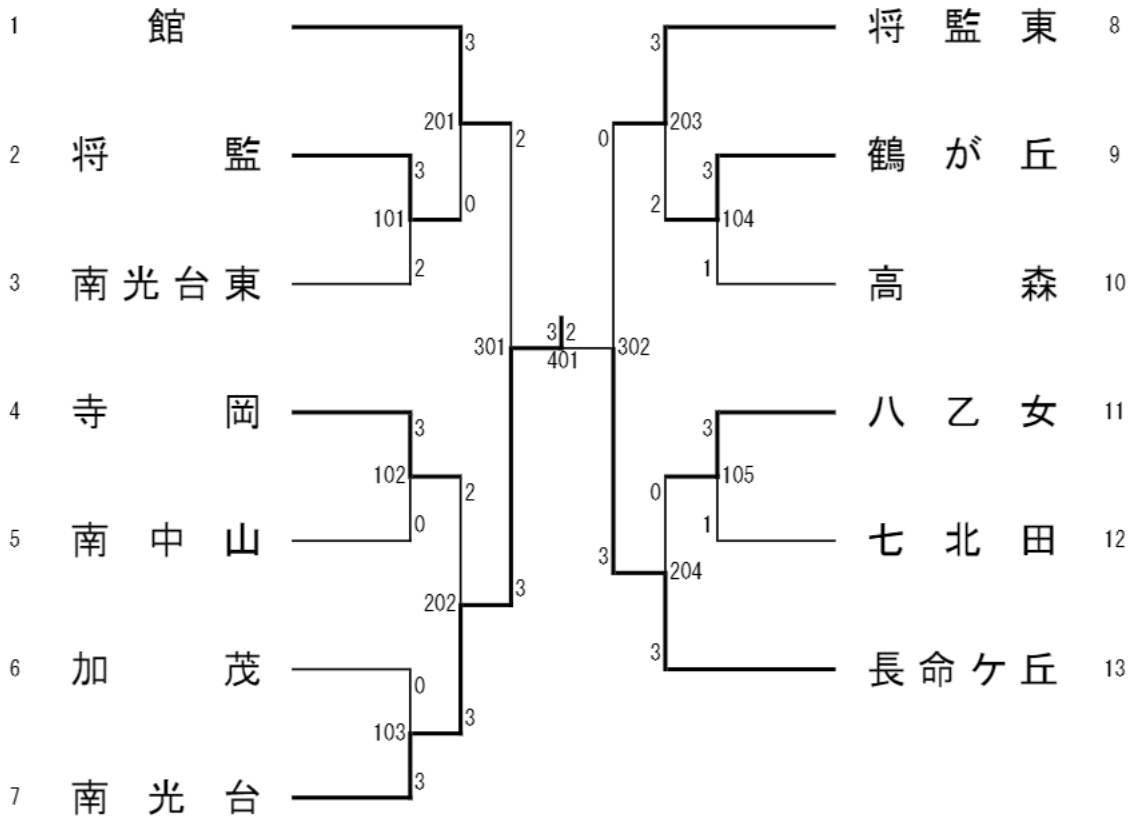 1 館 3 3 将監東 8
201 2 0 203
2 将監 3 3 鶴が丘 9
101 0 2 104
3 南光台東 2 1 高森 10
301 3 2 302
401
4 寺岡 3 3 八乙女 11
102 2 0 105
5 南中山 0 1 七北田 12
202 3 3 204
6 加茂 0 3 長命ケ丘 13
103 3
7 南光台 3